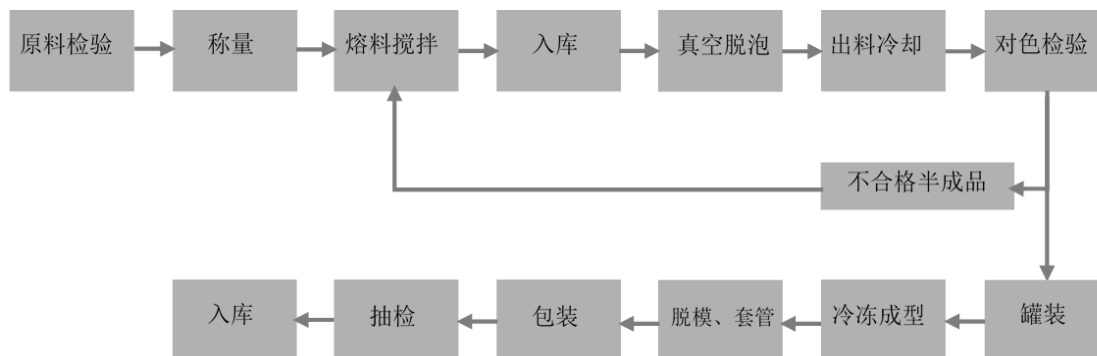 原料检验
称量
熔料搅拌
入库
真空脱泡
出料冷却
对色检验
不合格半成品
入库
抽检
包装
脱模、套管
冷冻成型
罐装